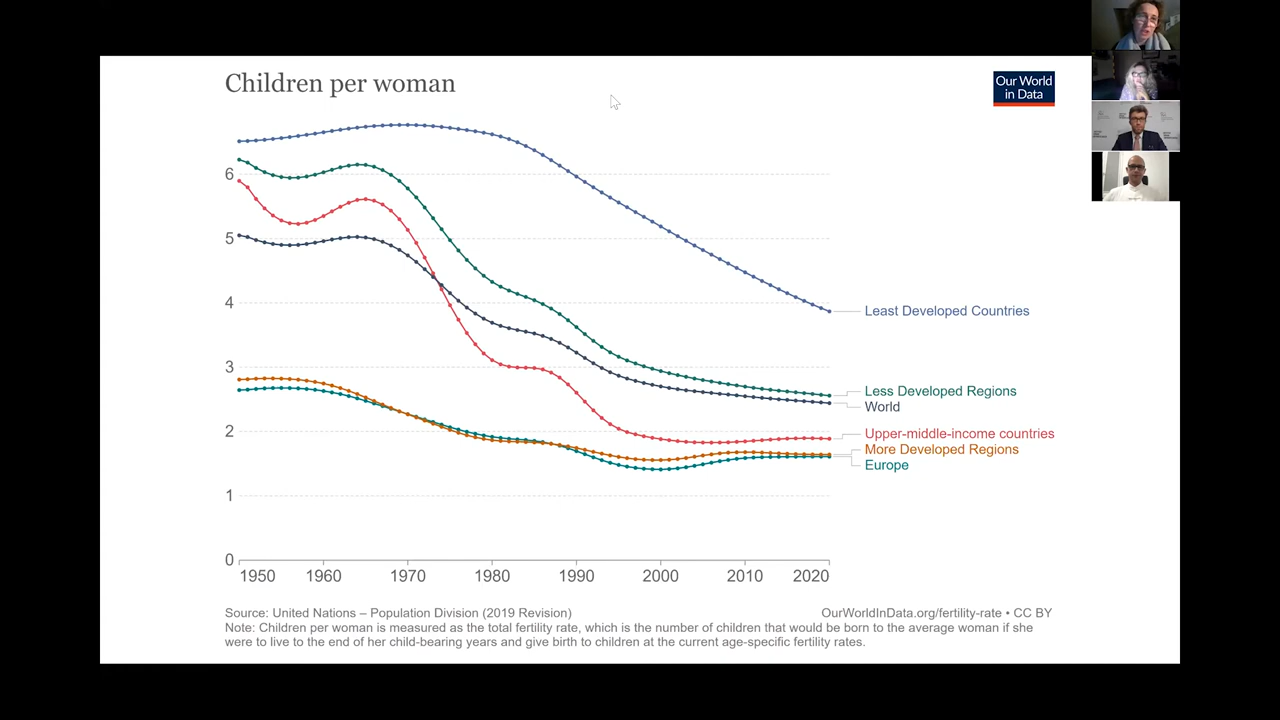 Children per woman
Our World
in Data
6
5
4
3
2
1
0
Least Developed Countries
Less Developed Regions
World
Upper-middle-income countries
More Developed Regions
Europe
1950 1960 1970 1980 1990 2000 2010 2020
Source: United Nations – Population Division (2019 Revision)
OurWorldInData.org/fertility-rate • CC BY
Note: Children per woman is measured as the total fertility rate, which is the number of children that would be born to the average woman if she
were to live to the end of her child-bearing years and give birth to children at the current age-specific fertility rates.